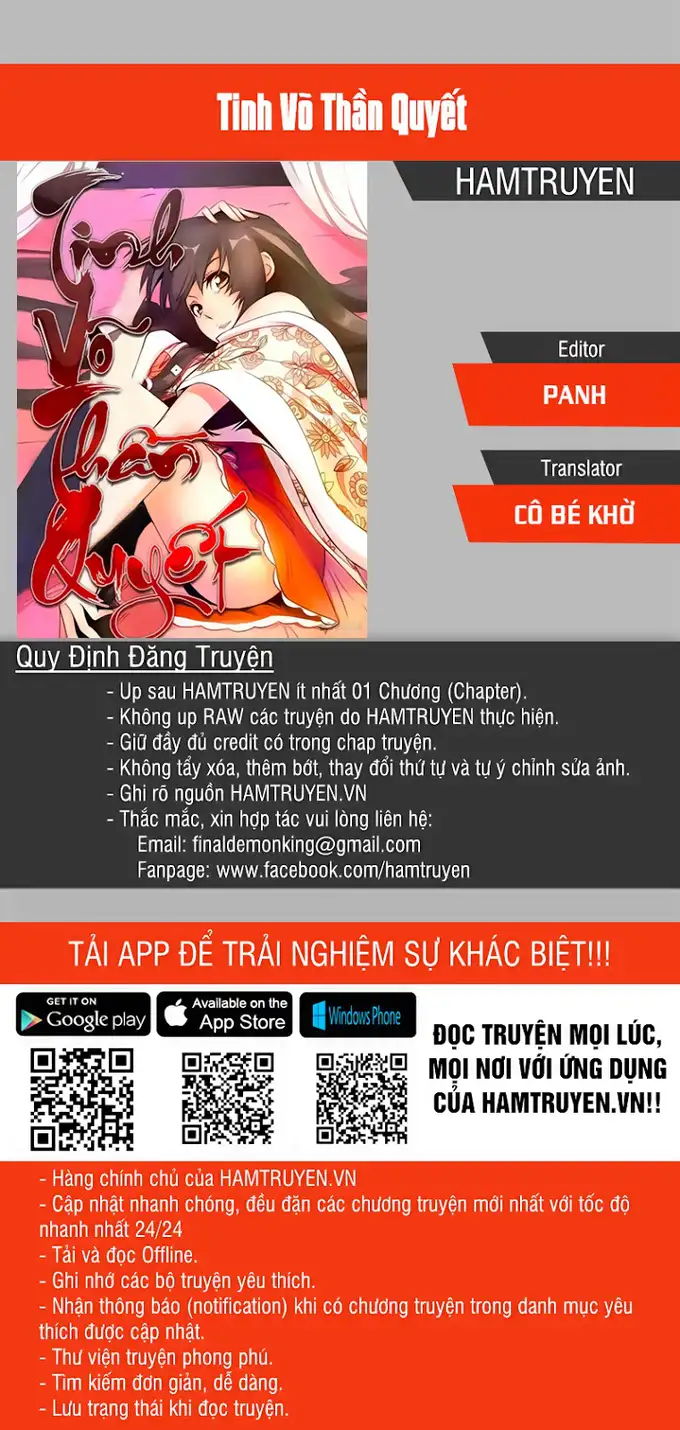 Tinh Võ Thần Quyết
HAMTRUYEN
Tinh
Võ
Thần
Quyết
Editor
PANH
Translator
CÔ BÉ KHỜ
Quy Định Đăng Truyện
- Up sau HAMTRUYEN ít nhất 01 Chương (Chapter).
- Không up RAW các truyện do HAMTRUYEN thực hiện.
- Giữ đầy đủ credit có trong chap truyện.
- Không tẩy xóa, thêm bớt, thay đổi thứ tự và tự ý chỉnh sửa ảnh.
- Ghi rõ nguồn HAMTRUYEN.VN
- Thắc mắc, xin hợp tác vui lòng liên hệ:
Email: finaldemonking@gmail.com
Fanpage: www.facebook.com/hamtruyen
TẢI APP ĐỂ TRẢI NGHIỆM SỰ KHÁC BIỆT!!!
GET IT ON
Google play
Available on the
App Store
Windows Phone
ĐỌC TRUYỆN MỌI LÚC,
MỌI NƠI VỚI ỨNG DỤNG
CỦA HAMTRUYEN.VN!!
- Hàng chính chủ của HAMTRUYEN.VN
- Cập nhật nhanh chóng, đều đặn các chương truyện mới nhất với tốc độ
nhanh nhất 24/24
- Tải và đọc Offline.
- Ghi nhớ các bộ truyện yêu thích.
- Nhận thông báo (notification) khi có chương truyện trong danh mục yêu
thích được cập nhật.
- Thư viện truyện phong phú.
- Tìm kiếm đơn giản, dễ dàng.
- Lưu trạng thái khi đọc truyện.